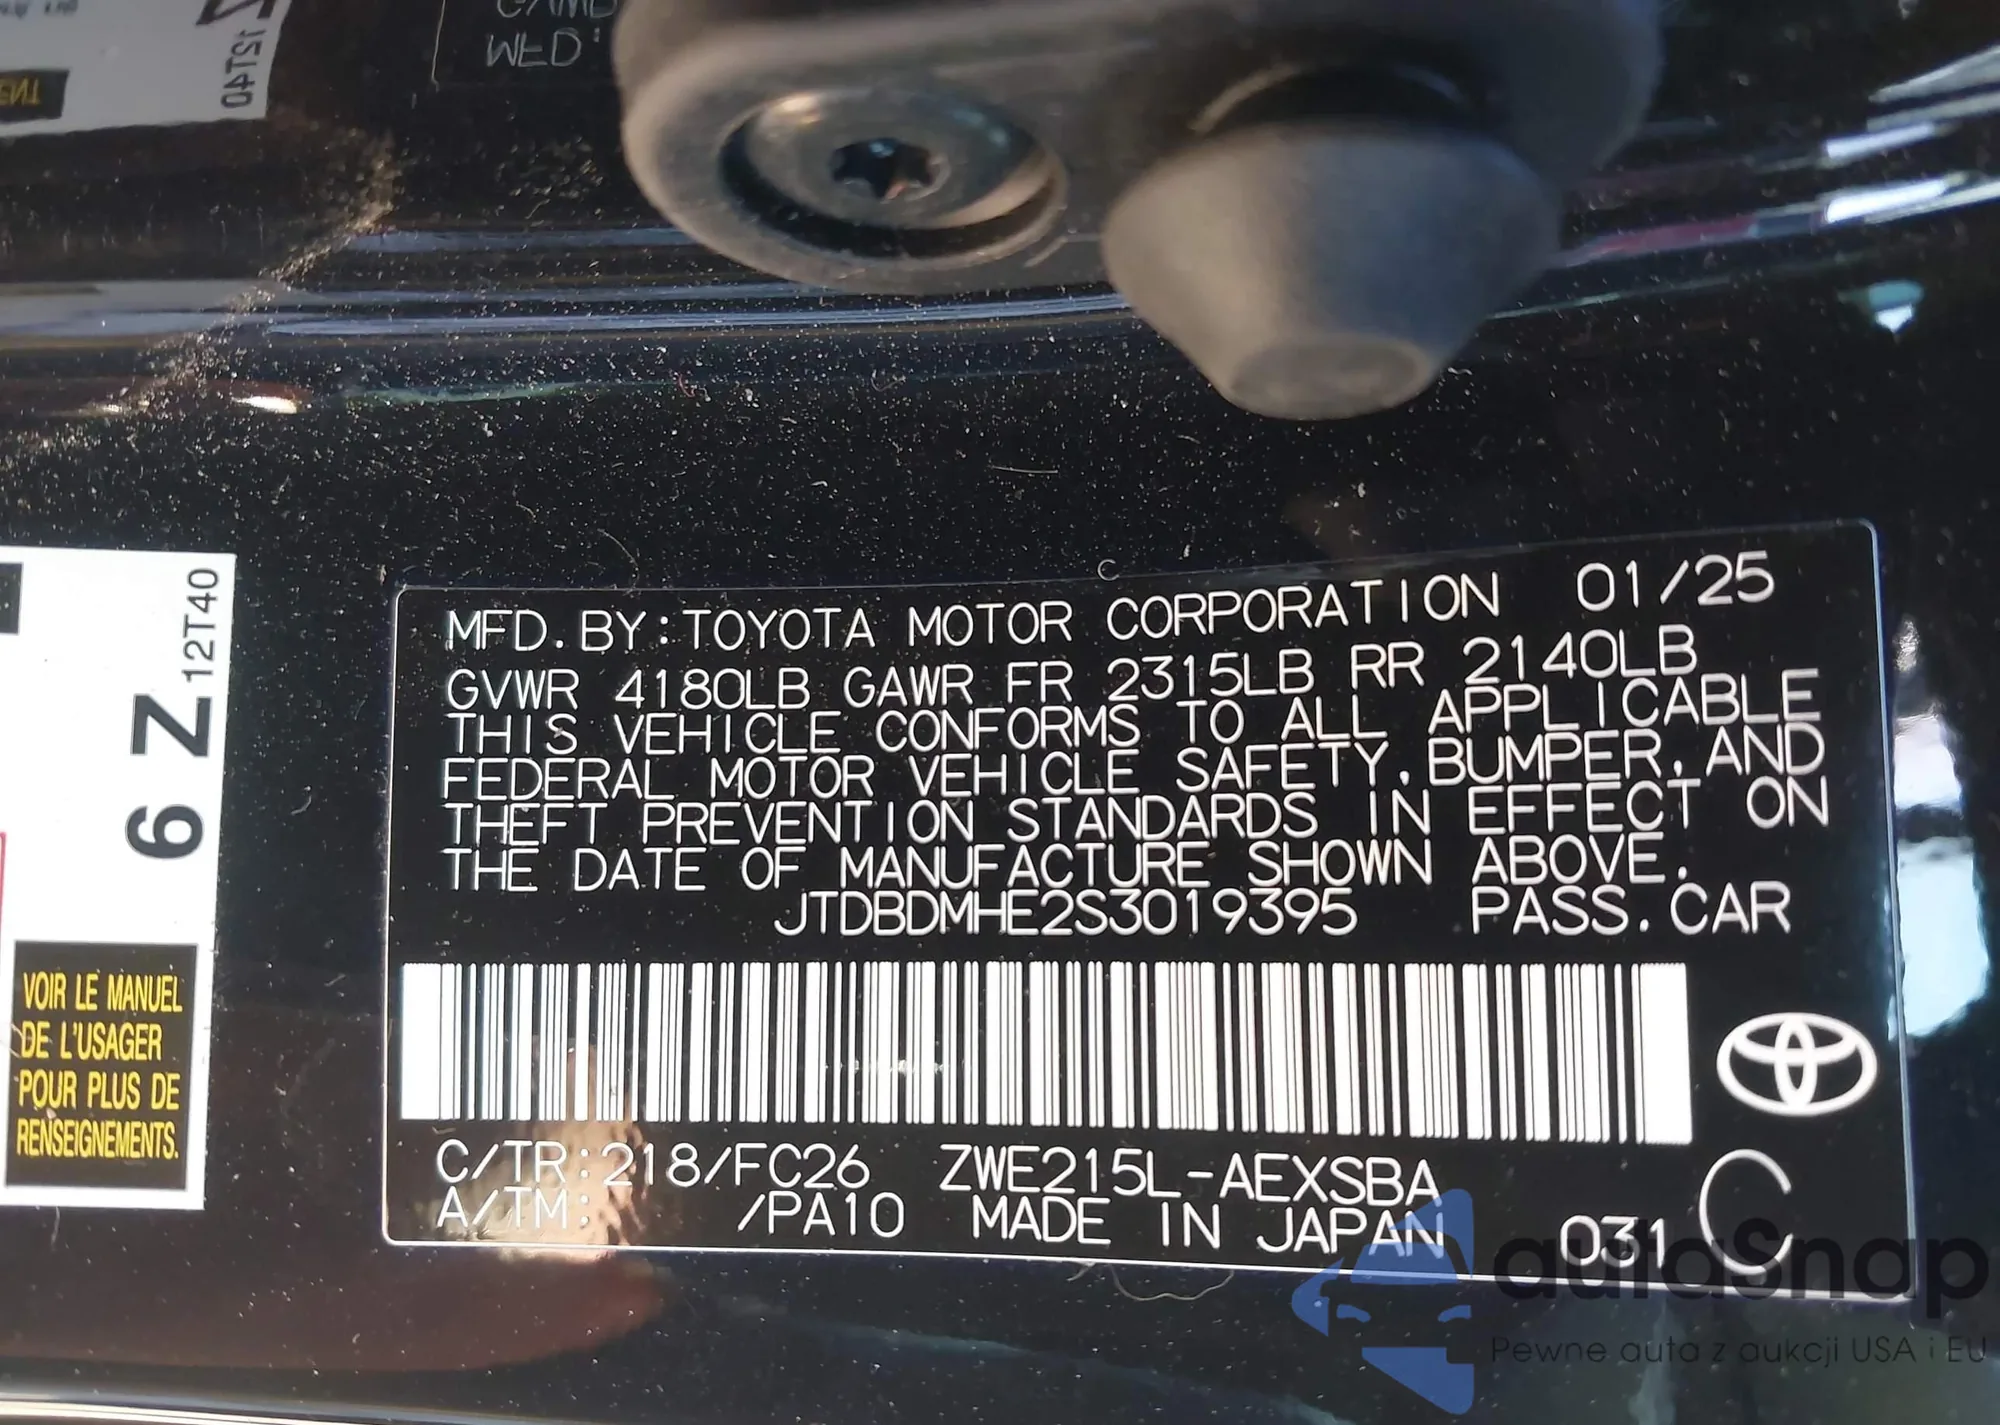 12T40
MFD. BY: TOYOTA MOTOR CORPORATION 01/25
GVWR 4180LB GAWR FR 2315LB RR 2140LB
THIS VEHICLE CONFORMS TO ALL APPLICABLE
FEDERAL MOTOR VEHICLE SAFETY, BUMPER, AND
THEFT PREVENTION STANDARDS IN EFFECT ON
THE DATE OF MANUFACTURE SHOWN ABOVE.
JTDBDMHE2S3019395 PASS. CAR
C/TR: 218/FC26 ZWE215L-AEXSBA
A/TM: /PA10 MADE IN JAPAN 031 C
6 Z 12T40
VOIR LE MANUEL
DE L'USAGER
POUR PLUS DE
RENSEIGNEMENTS.
autaSnap
Pewne auta z aukcji USA i EU